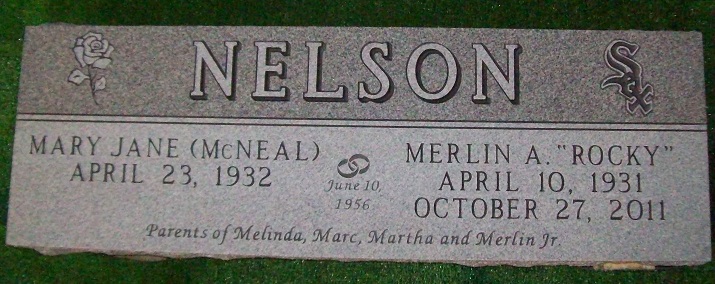 NELSON
Sox
MARY JANE (McNEAL)
APRIL 23, 1932
June 10,
1956
MERLIN A. "ROCKY"
APRIL 10, 1931
OCTOBER 27, 2011
Parents of Melinda, Marc, Martha and Merlin Jr.